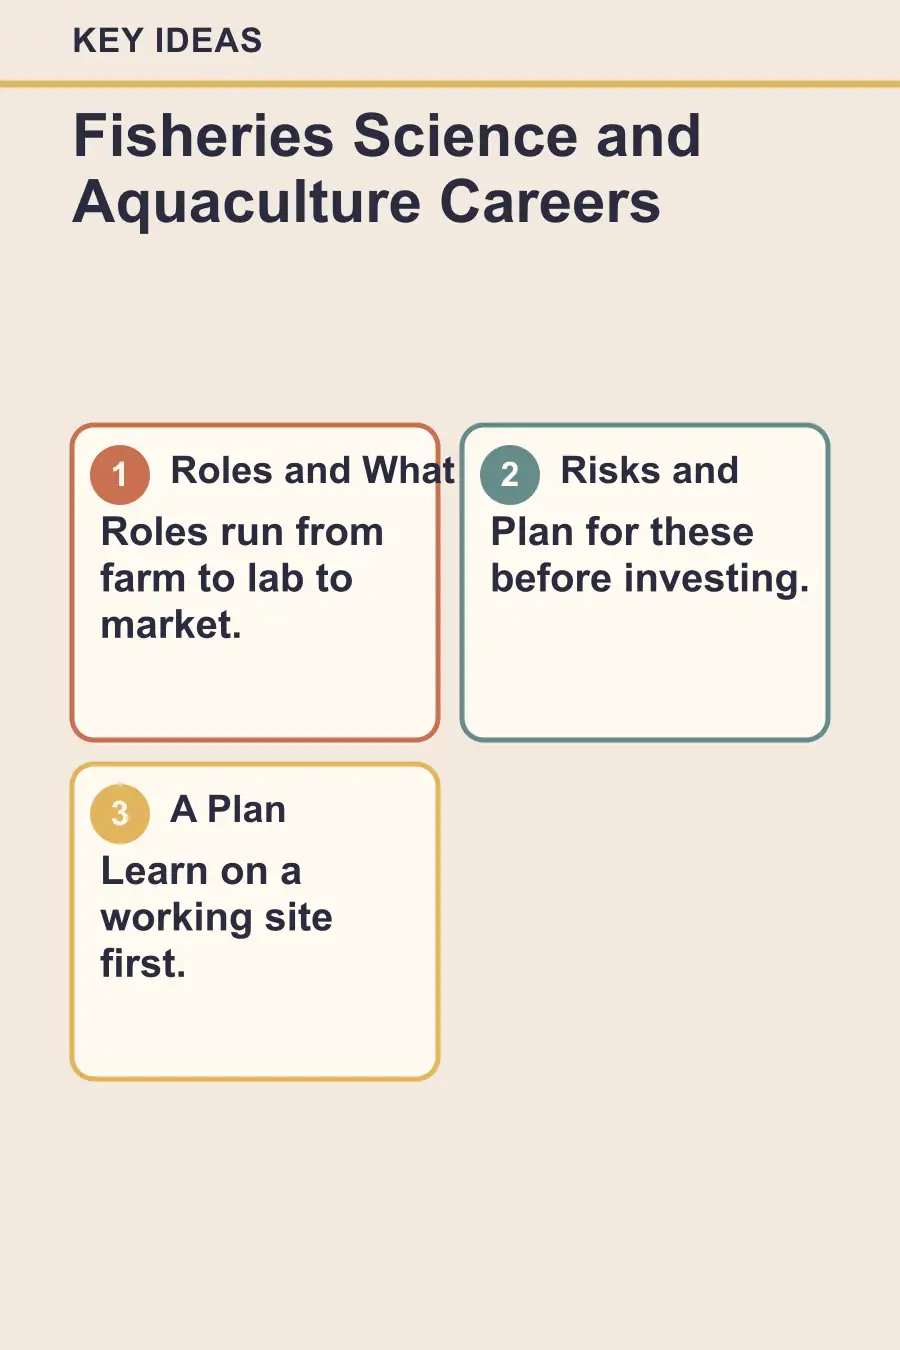 KEY IDEAS
Fisheries Science and
Aquaculture Careers
1 Roles and What
Roles run from
farm to lab to
market.
2 Risks and
Plan for these
before investing.
3 A Plan
Learn on a
working site
first.